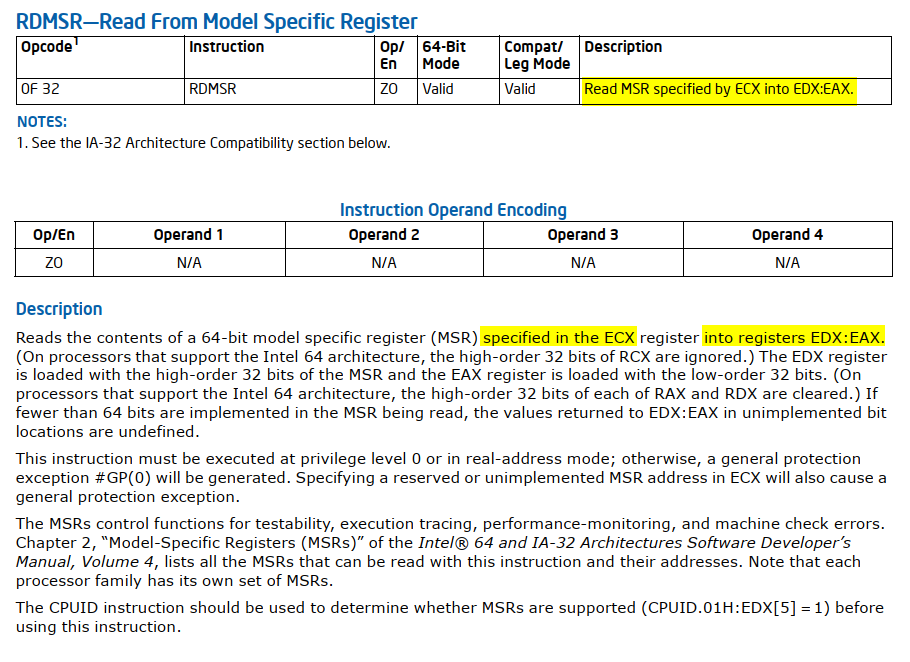 RDMSR—Read From Model Specific Register
Opcode1 Instruction Op/ En 64-Bit Mode Compat/ Leg Mode Description
0F 32 RDMSR ZO Valid Valid Read MSR specified by ECX into EDX:EAX.
NOTES:
1. See the IA-32 Architecture Compatibility section below.
Instruction Operand Encoding
Op/En Operand 1 Operand 2 Operand 3 Operand 4
ZO N/A N/A N/A N/A
Description
Reads the contents of a 64-bit model specific register (MSR) specified in the ECX register into registers EDX:EAX.
(On processors that support the Intel 64 architecture, the high-order 32 bits of RCX are ignored.) The EDX register
is loaded with the high-order 32 bits of the MSR and the EAX register is loaded with the low-order 32 bits. (On
processors that support the Intel 64 architecture, the high-order 32 bits of each of RAX and RDX are cleared.) If
fewer than 64 bits are implemented in the MSR being read, the values returned to EDX:EAX in unimplemented bit
locations are undefined.
This instruction must be executed at privilege level 0 or in real-address mode; otherwise, a general protection
exception #GP(0) will be generated. Specifying a reserved or unimplemented MSR address in ECX will also cause a
general protection exception.
The MSRs control functions for testability, execution tracing, performance-monitoring, and machine check errors.
Chapter 2, “Model-Specific Registers (MSRs)” of the Intel® 64 and IA-32 Architectures Software Developer’s
Manual, Volume 4, lists all the MSRs that can be read with this instruction and their addresses. Note that each
processor family has its own set of MSRs.
The CPUID instruction should be used to determine whether MSRs are supported (CPUID.01H:EDX[5] = 1) before
using this instruction.